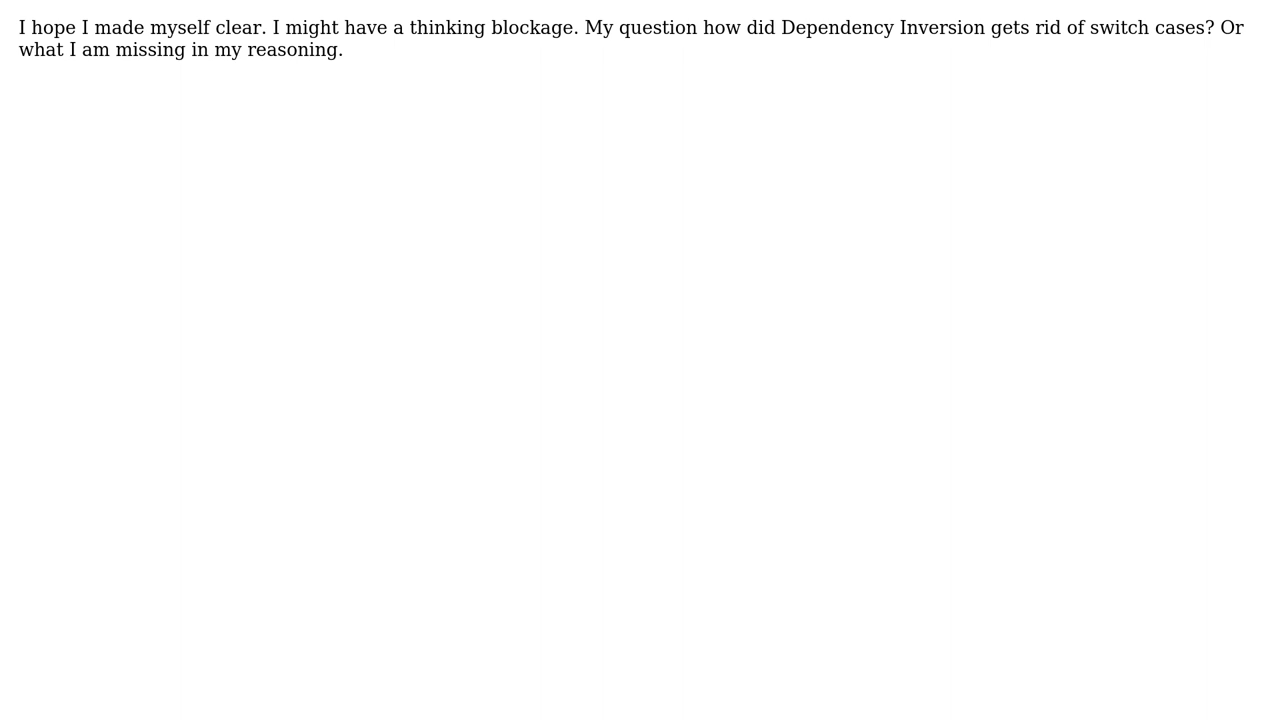 I hope I made myself clear. I might have a thinking blockage. My question how did Dependency Inversion gets rid of switch cases? Or
what I am missing in my reasoning.